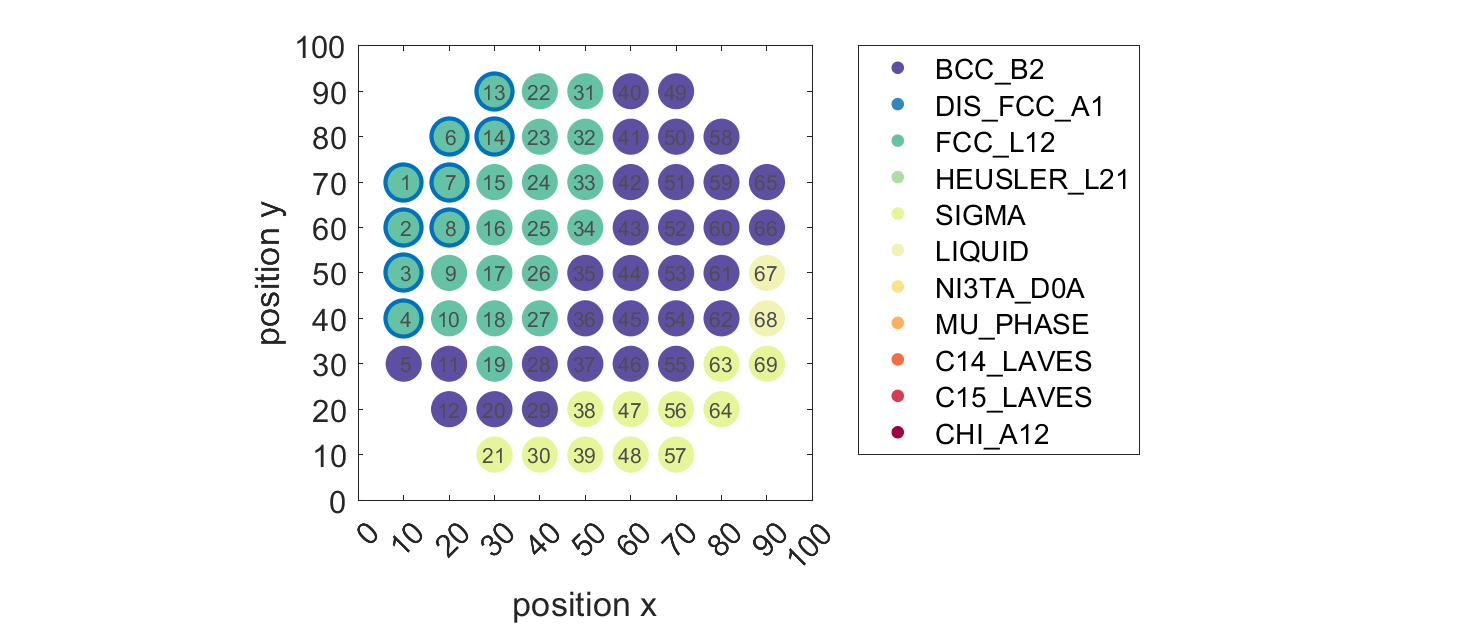 100
90
80
70
60
50
40
30
20
10
0
13 22 31 40 49
6 14 23 32 41 50 58
1 7 15 24 33 42 51 59 65
2 8 16 25 34 43 52 60 66
3 9 17 26 35 44 53 61 67
4 10 18 27 36 45 54 62 68
5 11 19 28 37 46 55 63 69
12 20 29 38 47 56 64
21 30 39 48 57
0 10 20 30 40 50 60 70 80 90 100
position x
position y
BCC_B2
DIS_FCC_A1
FCC_L12
HEUSLER_L21
SIGMA
LIQUID
NI3TA_D0A
MU_PHASE
C14_LAVES
C15_LAVES
CHI_A12